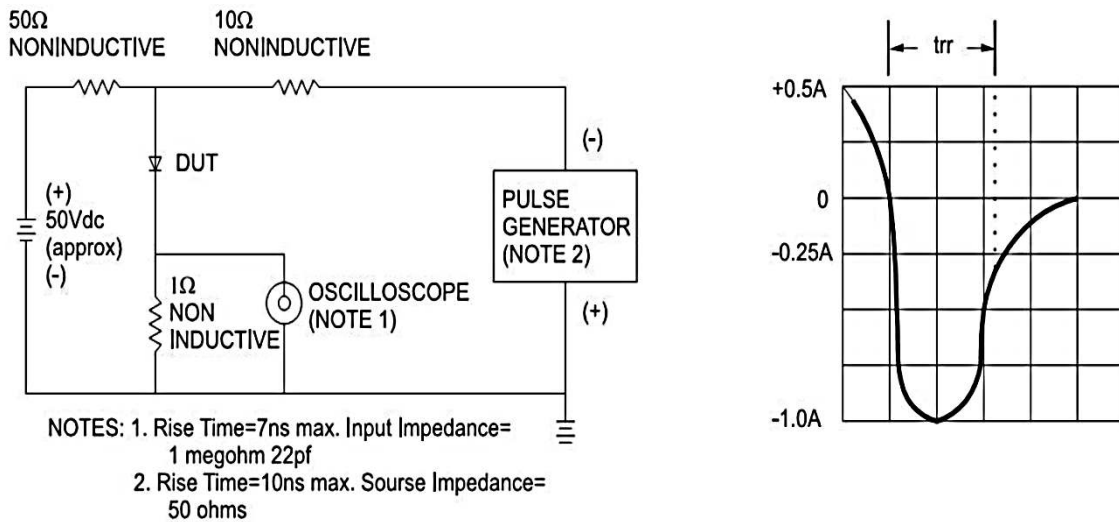 50Ω
NONINDUCTIVE
10Ω
NONINDUCTIVE
DUT
(+)
50Vdc
(approx)
(-)
1Ω
NON
INDUCTIVE
OSCILLOSCOPE
(NOTE 1)
(-)
PULSE
GENERATOR
(NOTE 2)
(+)
NOTES: 1. Rise Time=7ns max. Input Impedance=
1 megohm 22pf
2. Rise Time=10ns max. Sourse Impedance=
50 ohms
trr
+0.5A
0
-0.25A
-1.0A